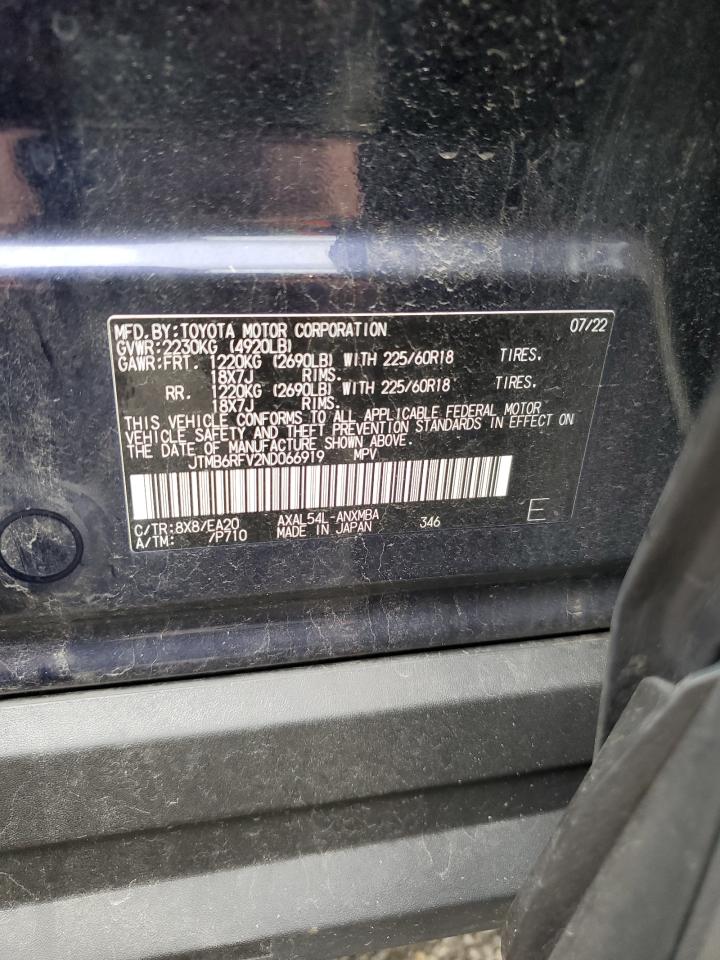 MFD.BY:TOYOTA MOTOR CORPORATION 07/22
GVWR:2230KG (4920LB)
GAWR:FRT. 1220KG (2690LB) WITH 225/60R18 TIRES.
18X7J RIMS.
RR. 1220KG (2690LB) WITH 225/60R18 TIRES.
18X7J RIMS.
THIS VEHICLE CONFORMS TO ALL APPLICABLE FEDERAL MOTOR
VEHICLE SAFETY AND THEFT PREVENTION STANDARDS IN EFFECT ON
THE DATE OF MANUFACTURE SHOWN ABOVE.
JTMB6RFV2ND066919 MPV
C/TR:8X8/EA20 AXAL54L-ANXMBA 346 E
A/TM: /P710 MADE IN JAPAN